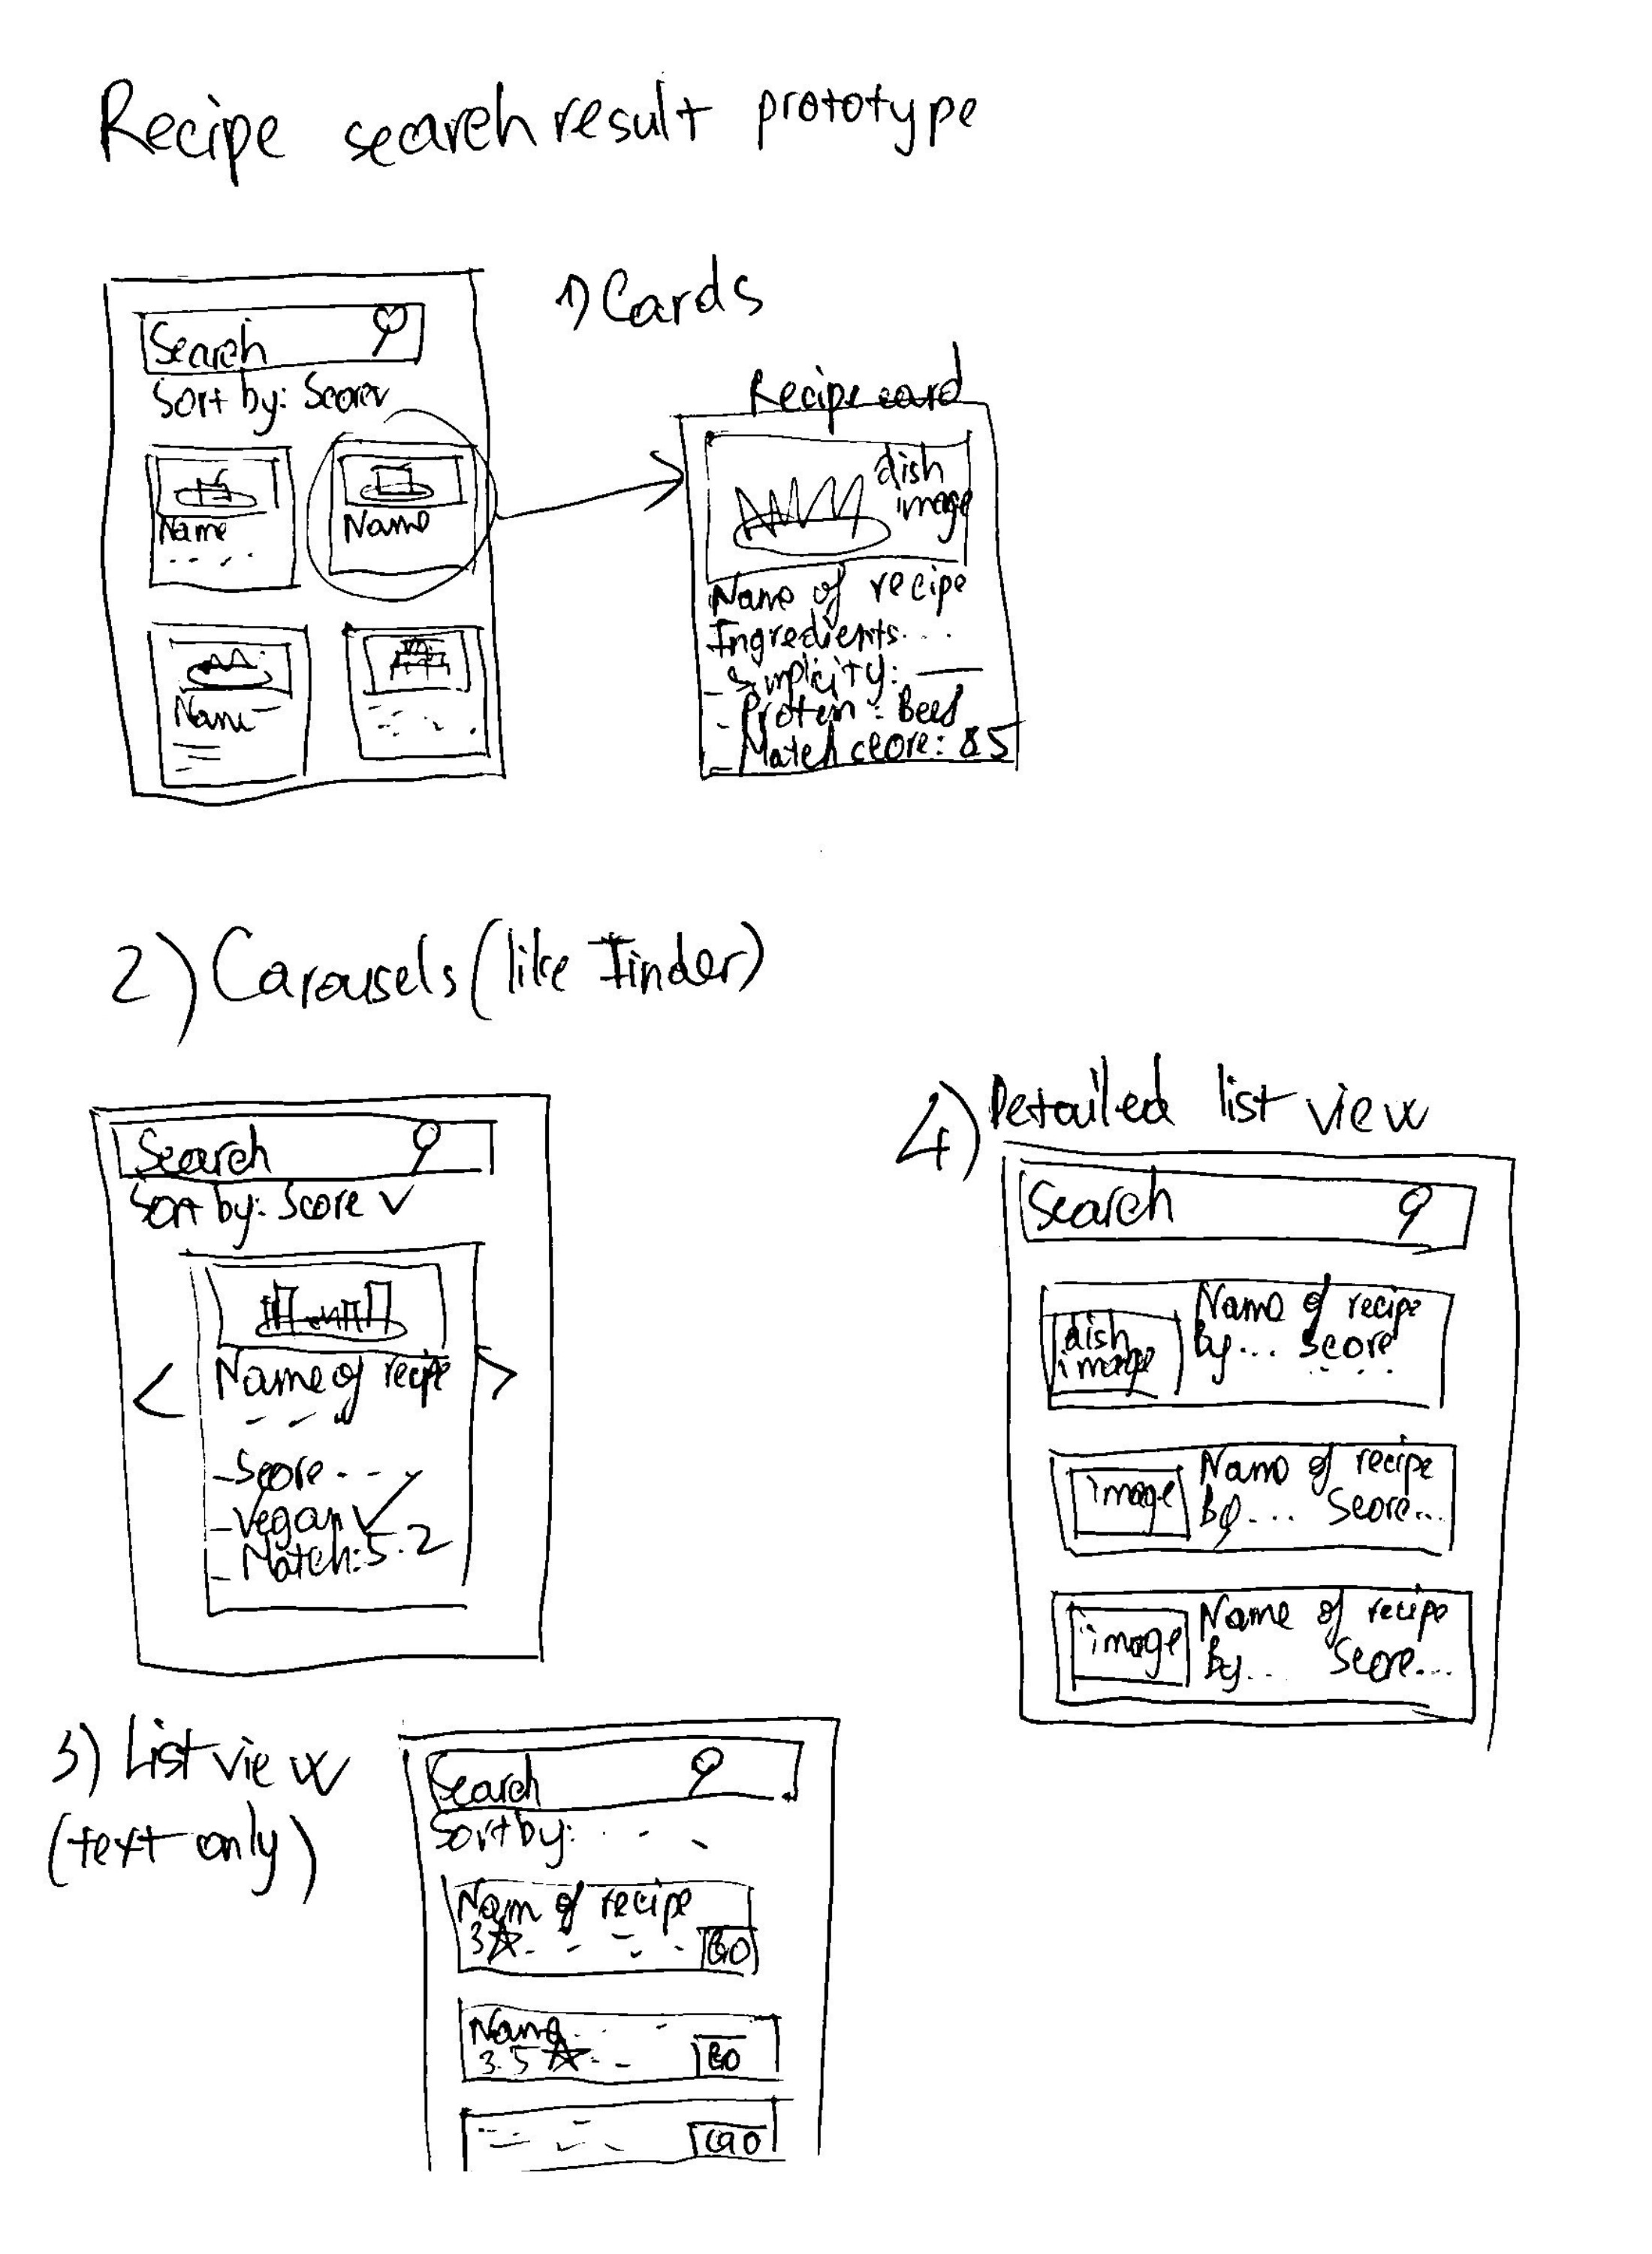 Recipe search result prototype
1) Cards
Search
Sort by: Score
Name
Name
Name
Recipe card
dish
image
Name of recipe
Ingredients...
- Simplicity:
- Protein: Beef
- Match score: 85
2) Carousels (like Tinder)
Search
Sort by: Score
< >
Name of recipe
- Score...
- Vegan ✓
- Match: 5.2
3) List view
(text only)
Search
Sort by: ...
Nam of recipe
3☆ GO
Name
3.5☆ GO
GO
4) Detailed list view
Search
dish
image
Name of recipe
By... Score
image
Name of recipe
By... Score...
image
Name of recipe
By... Score...